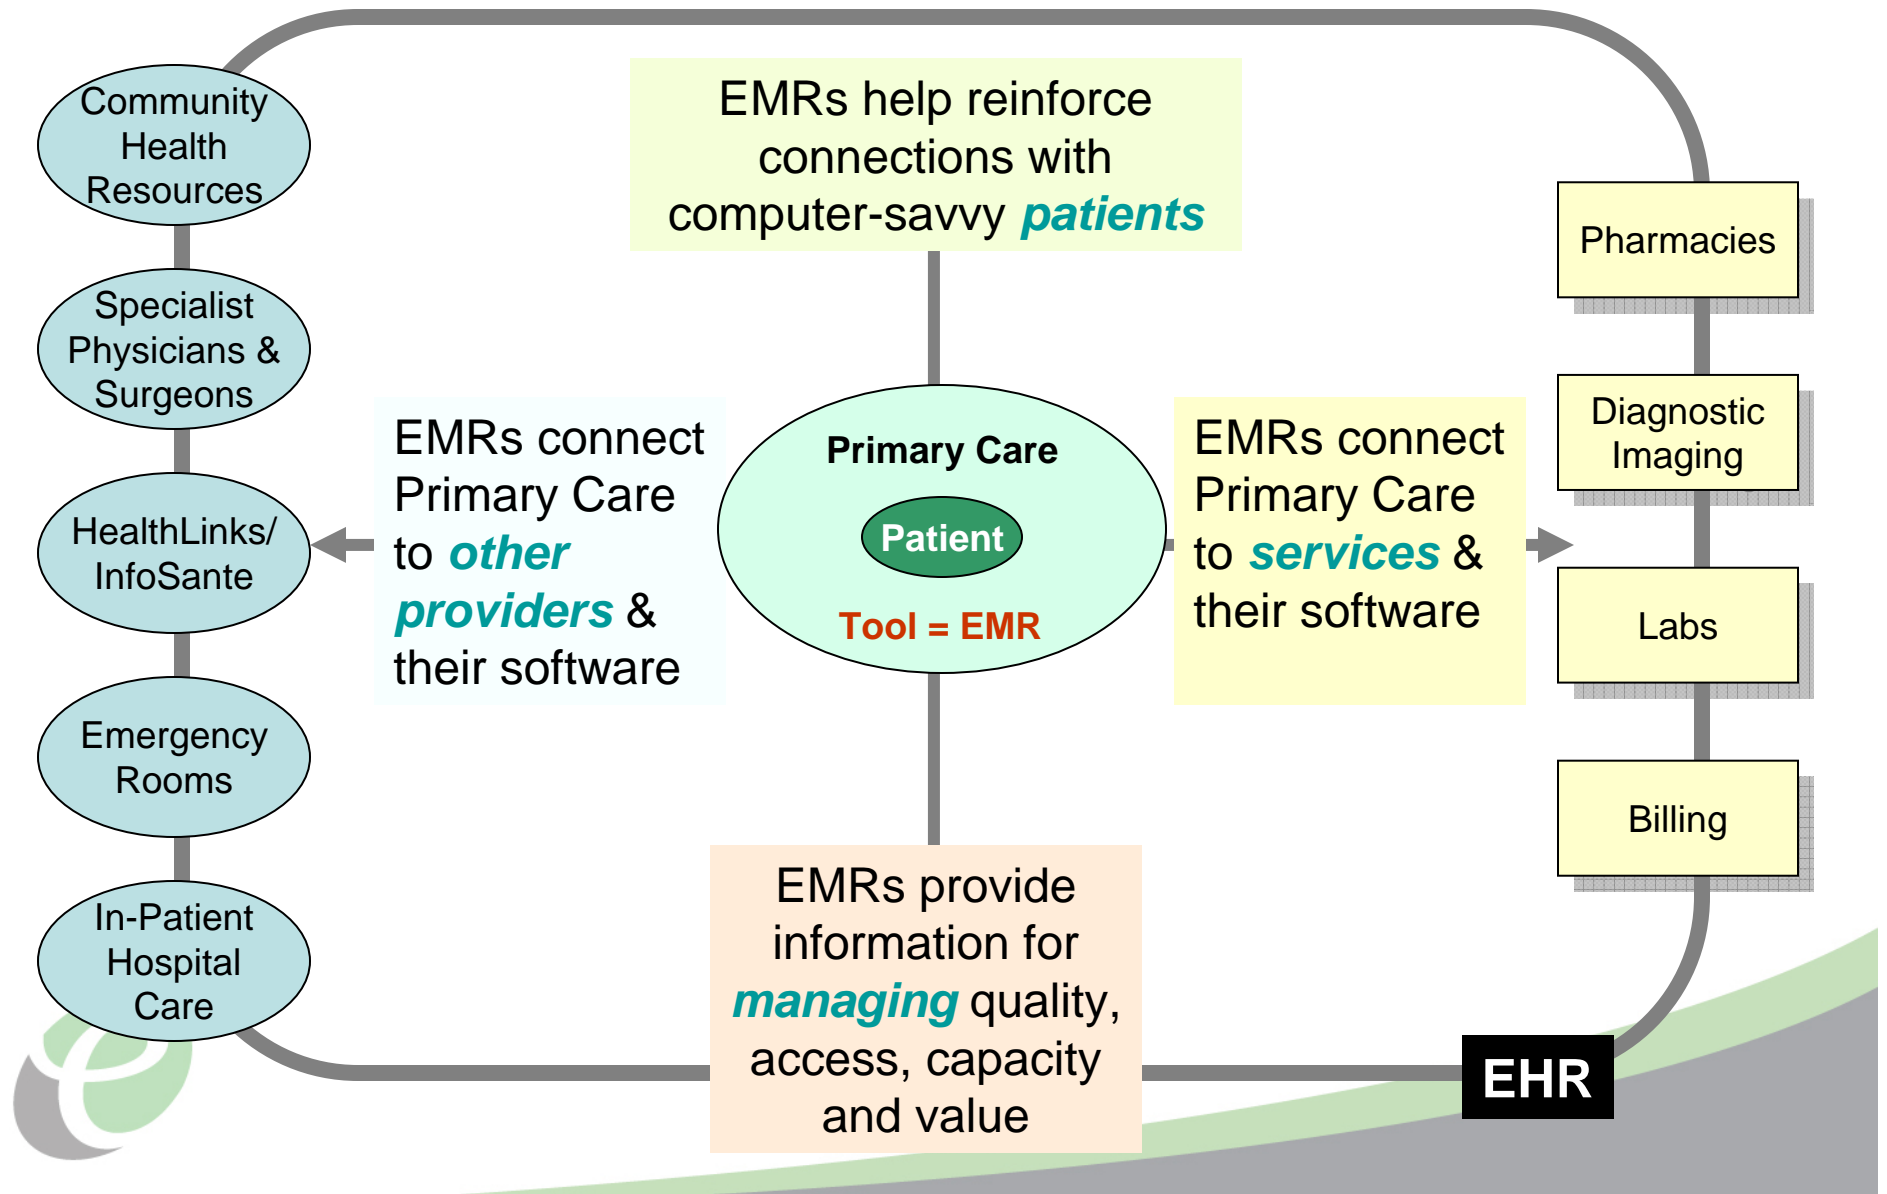 Community
Health
Resources
Specialist
Physicians &
Surgeons
HealthLinks/
InfoSante
Emergency
Rooms
In-Patient
Hospital
Care
EMRs help reinforce
connections with
computer-savvy patients
EMRs connect
Primary Care
to other
providers &
their software
Primary Care
Patient
Tool = EMR
EMRs connect
Primary Care
to services &
their software
EMRs provide
information for
managing quality,
access, capacity
and value
Pharmacies
Diagnostic
Imaging
Labs
Billing
EHR